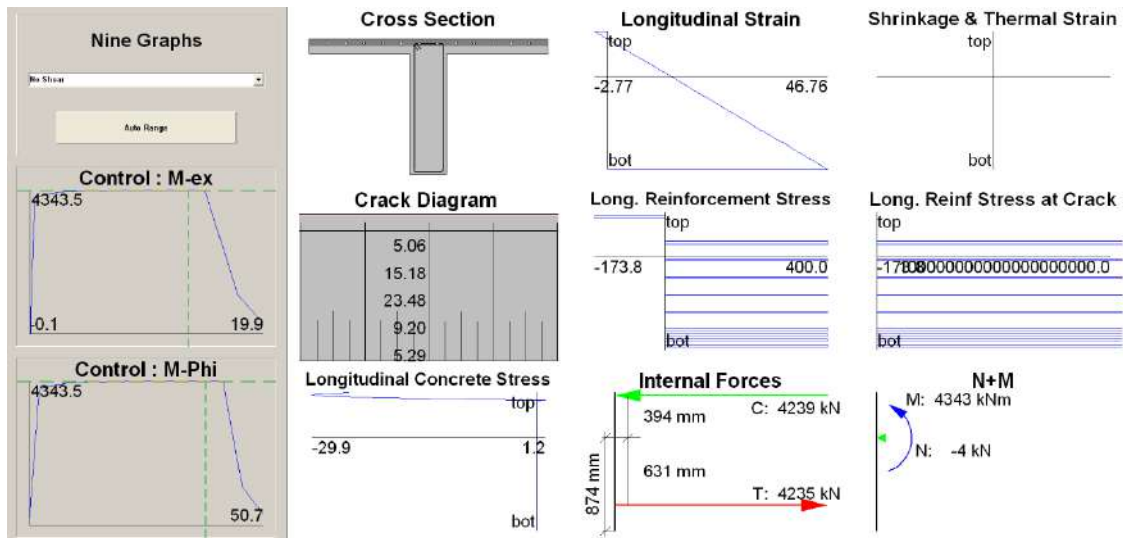 Nine Graphs
No Shear
Auto Range
Control : M-ex
4343.5
-0.1
19.9
Control : M-Phi
4343.5
50.7
Cross Section
Longitudinal Strain
top
-2.77
46.76
bot
Shrinkage & Thermal Strain
top
bot
Crack Diagram
5.06
15.18
23.48
9.20
5.29
Long. Reinforcement Stress
top
-173.8
400.0
bot
Long. Reinf Stress at Crack
top
bot
Longitudinal Concrete Stress
top
-29.9
1.2
bot
Internal Forces
C: 4239 kN
394 mm
631 mm
874 mm
T: 4235 kN
N+M
M: 4343 kNm
N: -4 kN